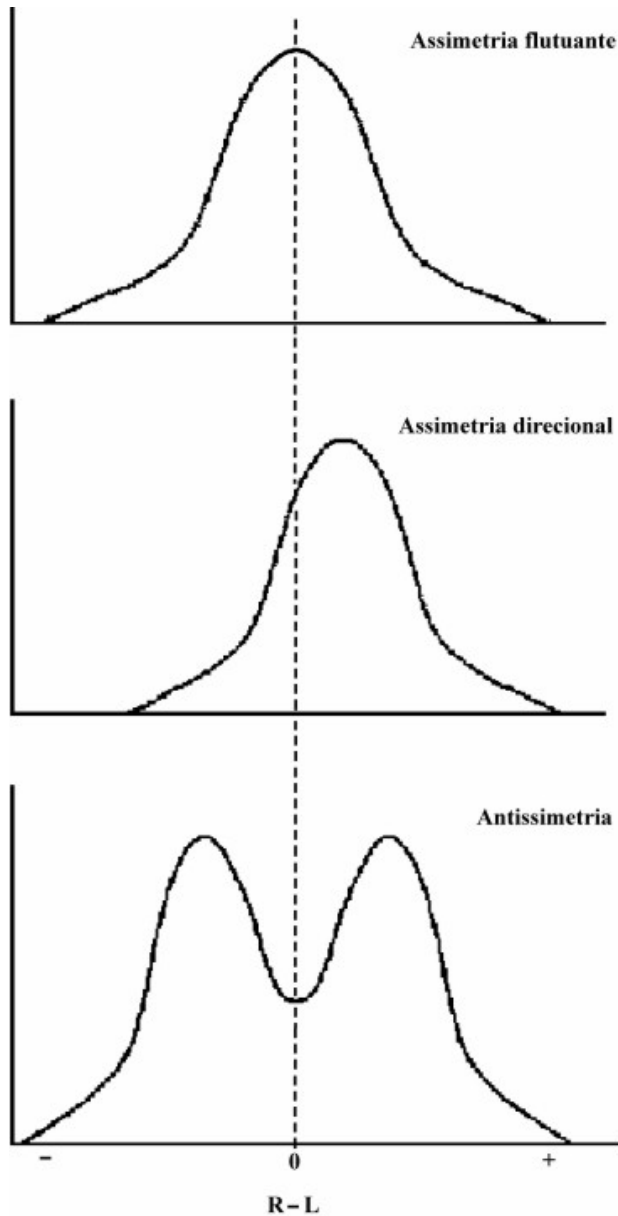 Assimetria flutuante
Assimetria direcional
Antissimetria
– 0 +
R – L